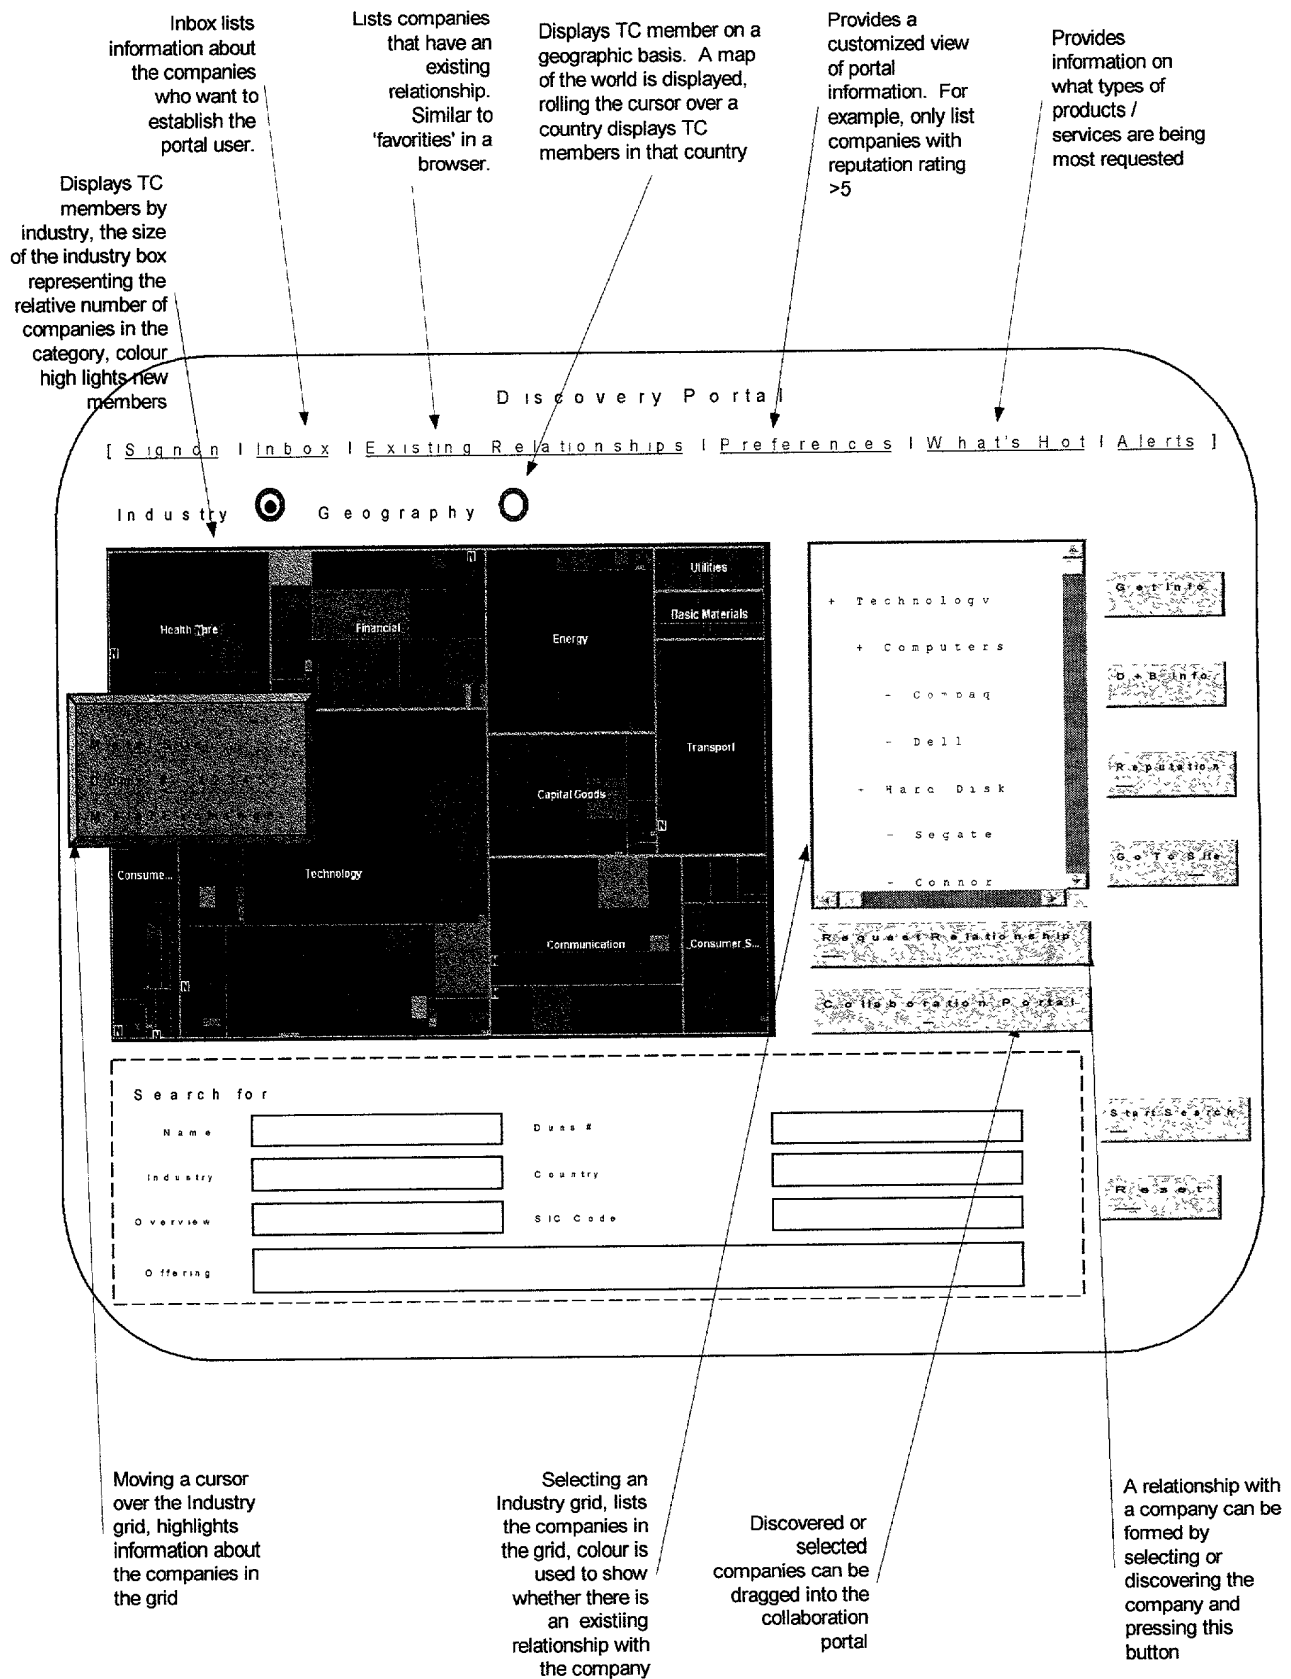 Inbox lists
information about
the companies
who want to
establish the
portal user.
Lists companies
that have an
existing
relationship.
Similar to
'favorities' in a
browser.
Displays TC member on a
geographic basis.  A map
of the world is displayed,
rolling the cursor over a
country displays TC
members in that country
Provides a
customized view
of portal
information.  For
example, only list
companies with
reputation rating
>5
Provides
information on
what types of
products /
services are being
most requested
Displays TC
members by
industry, the size
of the industry box
representing the
relative number of
companies in the
category, colour
high lights new
members
Discovery Portal
[ Signon | Inbox | Existing Relationships | Preferences | What's Hot | Alerts ]
Industry
Geography
Health Care
N
N
Financial
N
Energy
Utilities
Basic Materials
Transport
Capital Goods
N
Consume...
Technology
Communication
Consumer S...
N
N
N
+ Technology
+ Computers
- Compaq
- Dell
- Hard Disk
- Segate
- Connor
Get Info
D + B Info
Reputation
Go To Site
Request Relationship
Collaboration Portal
Search for
Name
Duns #
Industry
Country
Overview
SIC Code
Offering
Start Search
Reset
Moving a cursor
over the Industry
grid, highlights
information about
the companies in
the grid
Selecting an
Industry grid, lists
the companies in
the grid, colour is
used to show
whether there is
an existiing
relationship with
the company
Discovered or
selected
companies can be
dragged into the
collaboration
portal
A relationship with
a company can be
formed by
selecting or
discovering the
company and
pressing this
button